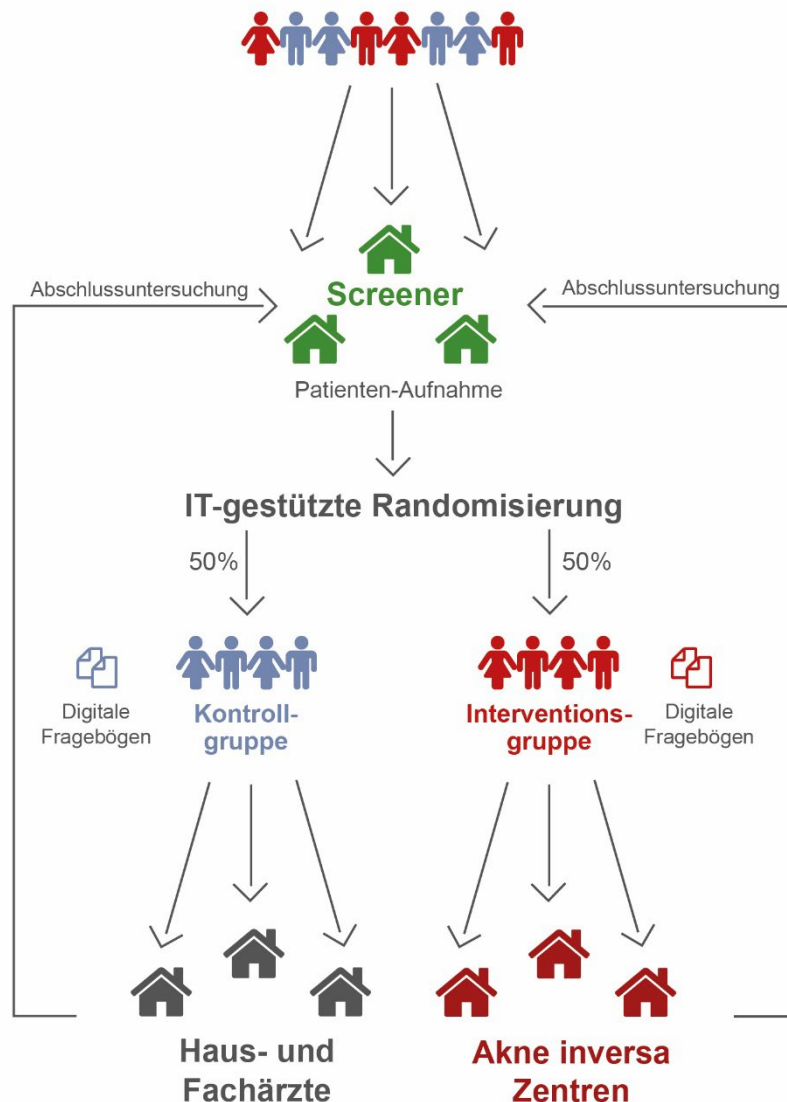 Abschlussuntersuchung
Screener
Abschlussuntersuchung
Patienten-Aufnahme
IT-gestützte Randomisierung
50%
50%
Digitale
Fragebögen
Kontroll-
gruppe
Interventions-
gruppe
Digitale
Fragebögen
Haus- und
Fachärzte
Akne inversa
Zentren